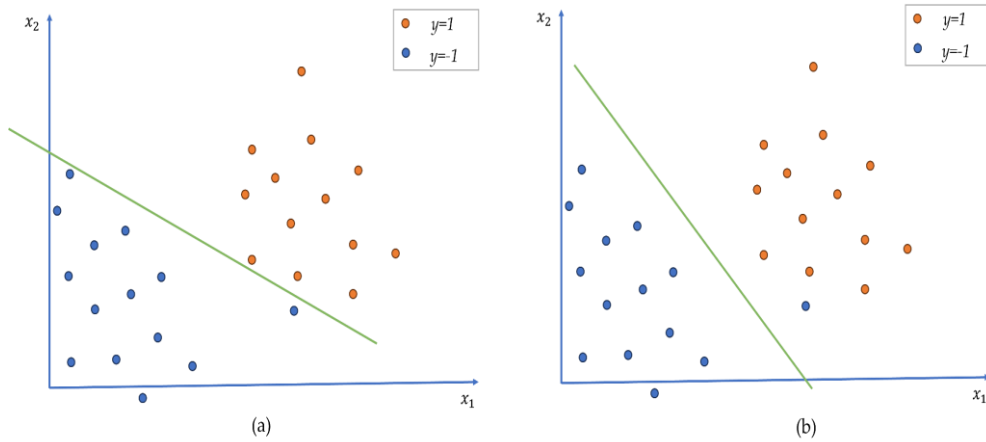 x₂
y=1
y=-1
x₁
(a)
x₂
y=1
y=-1
x₁
(b)